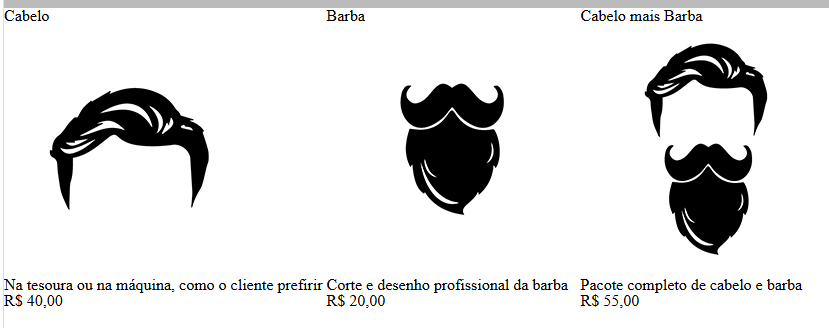 Cabelo
Barba
Cabelo mais Barba
Na tesoura ou na máquina, como o cliente prefirir
Corte e desenho profissional da barba
Pacote completo de cabelo e barba
R$ 40,00
R$ 20,00
R$ 55,00